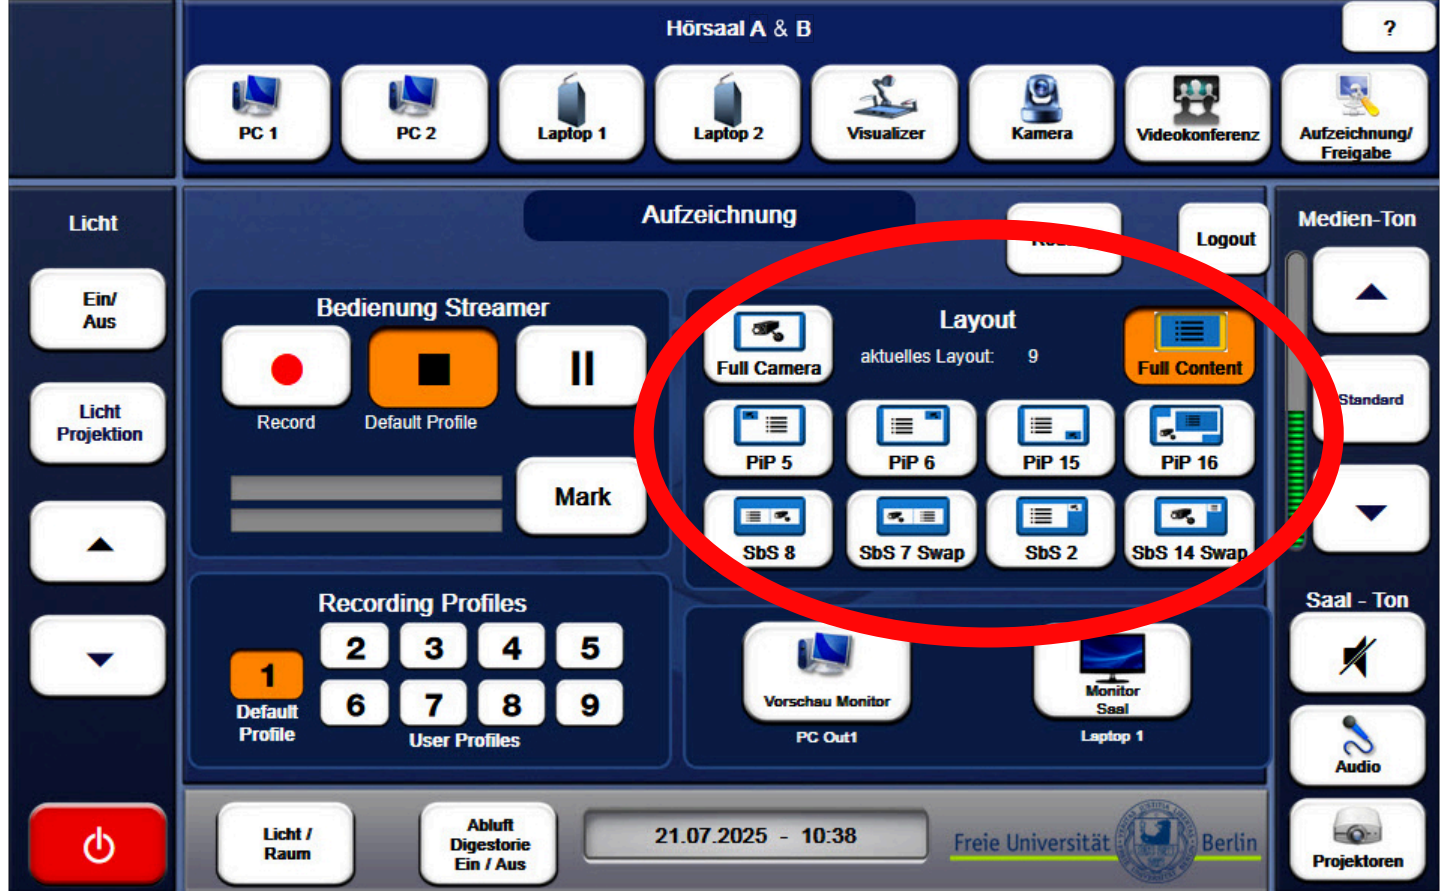 Hörsaal A & B
?
PC 1
PC 2
Laptop 1
Laptop 2
Visualizer
Kamera
Videokonferenz
Aufzeichnung/
Freigabe
Licht
Ein/
Aus
Licht
Projektion
Aufzeichnung
Logout
Bedienung Streamer
Record
Default Profile
Mark
Layout
aktuelles Layout: 9
Full Camera
Full Content
PiP 5
PiP 6
PiP 15
PiP 16
SbS 8
SbS 7 Swap
SbS 2
SbS 14 Swap
Recording Profiles
1
2
3
4
5
6
7
8
9
Default
Profile
User Profiles
Vorschau Monitor
PC Out1
Monitor
Saal
Laptop 1
Medien-Ton
Standard
Saal - Ton
Audio
Projektoren
Licht /
Raum
Abluft
Digestorie
Ein / Aus
21.07.2025 - 10:38
Freie Universität Berlin